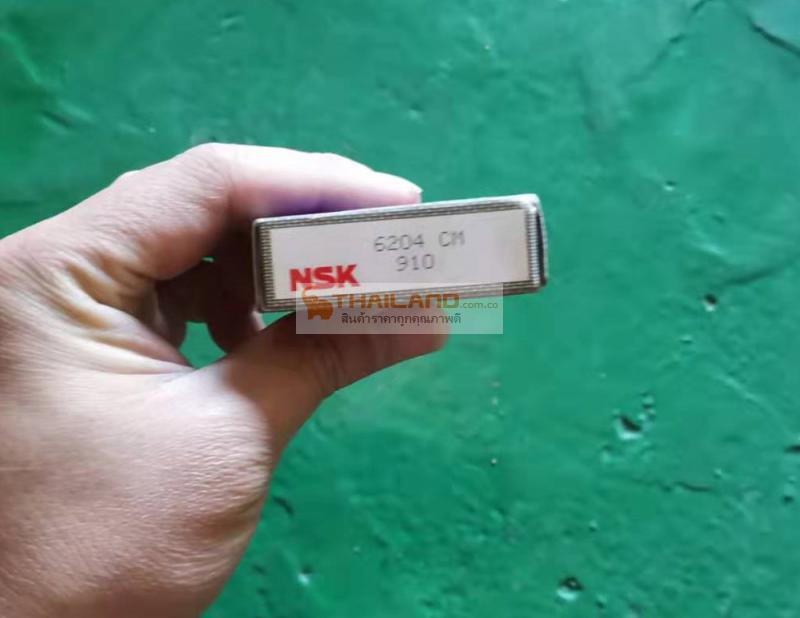 6204 CM
910
NSK
THAILAND.com.co
สินค้าราคาถูกคุณภาพดี